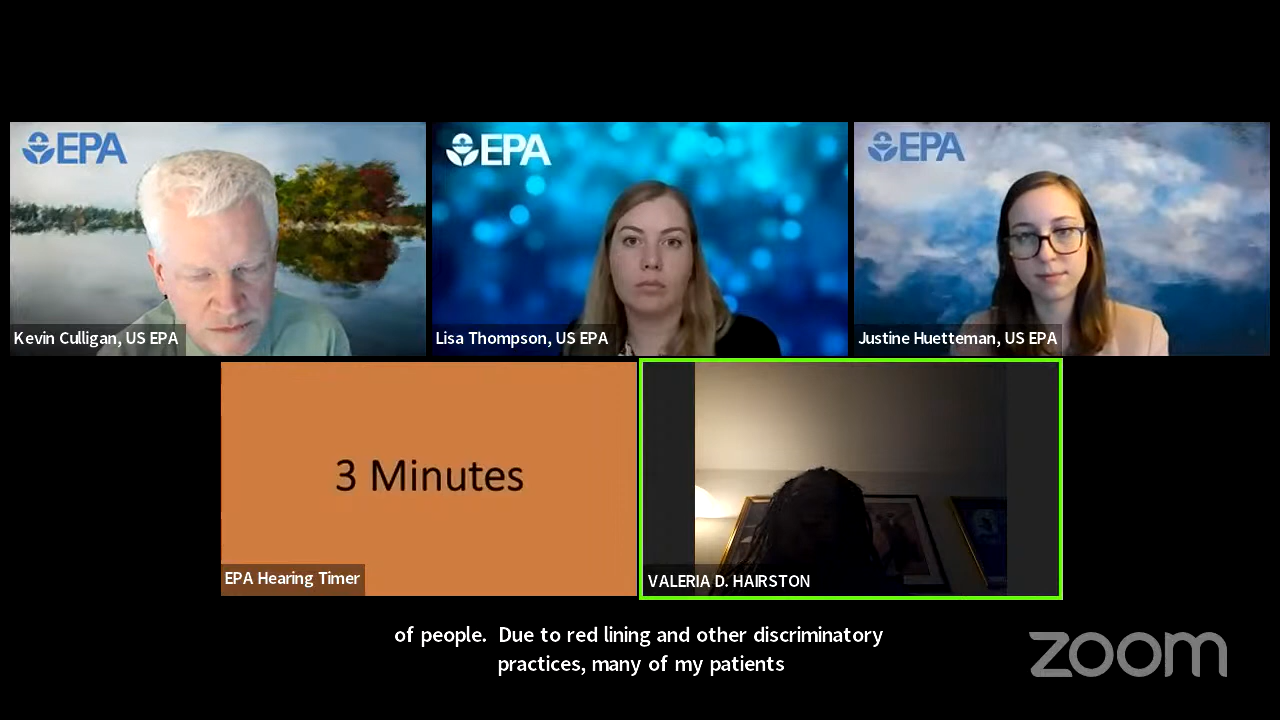 EPA
EPA
EPA
Kevin Culligan, US EPA
Lisa Thompson, US EPA
Justine Huetteman, US EPA
3 Minutes
EPA Hearing Timer
VALERIA D. HAIRSTON
of people.  Due to red lining and other discriminatory
practices, many of my patients
zoom